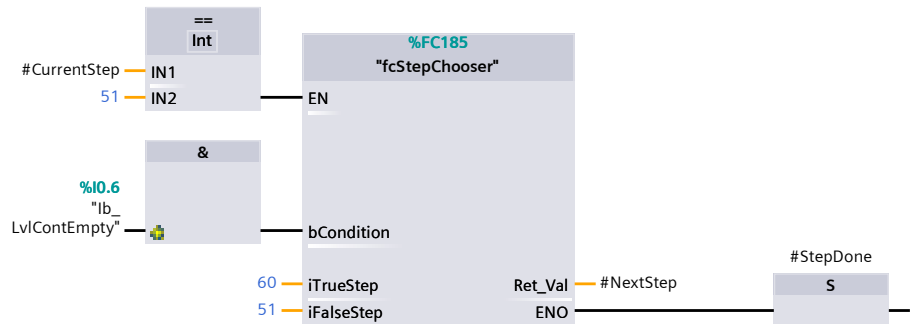 ==
Int
#CurrentStep IN1
51 IN2
%FC185
"fcStepChooser"
EN
&
%I0.6
"Ib_
LvlContEmpty"
bCondition
60 iTrueStep
51 iFalseStep
Ret_Val #NextStep
ENO
#StepDone
S